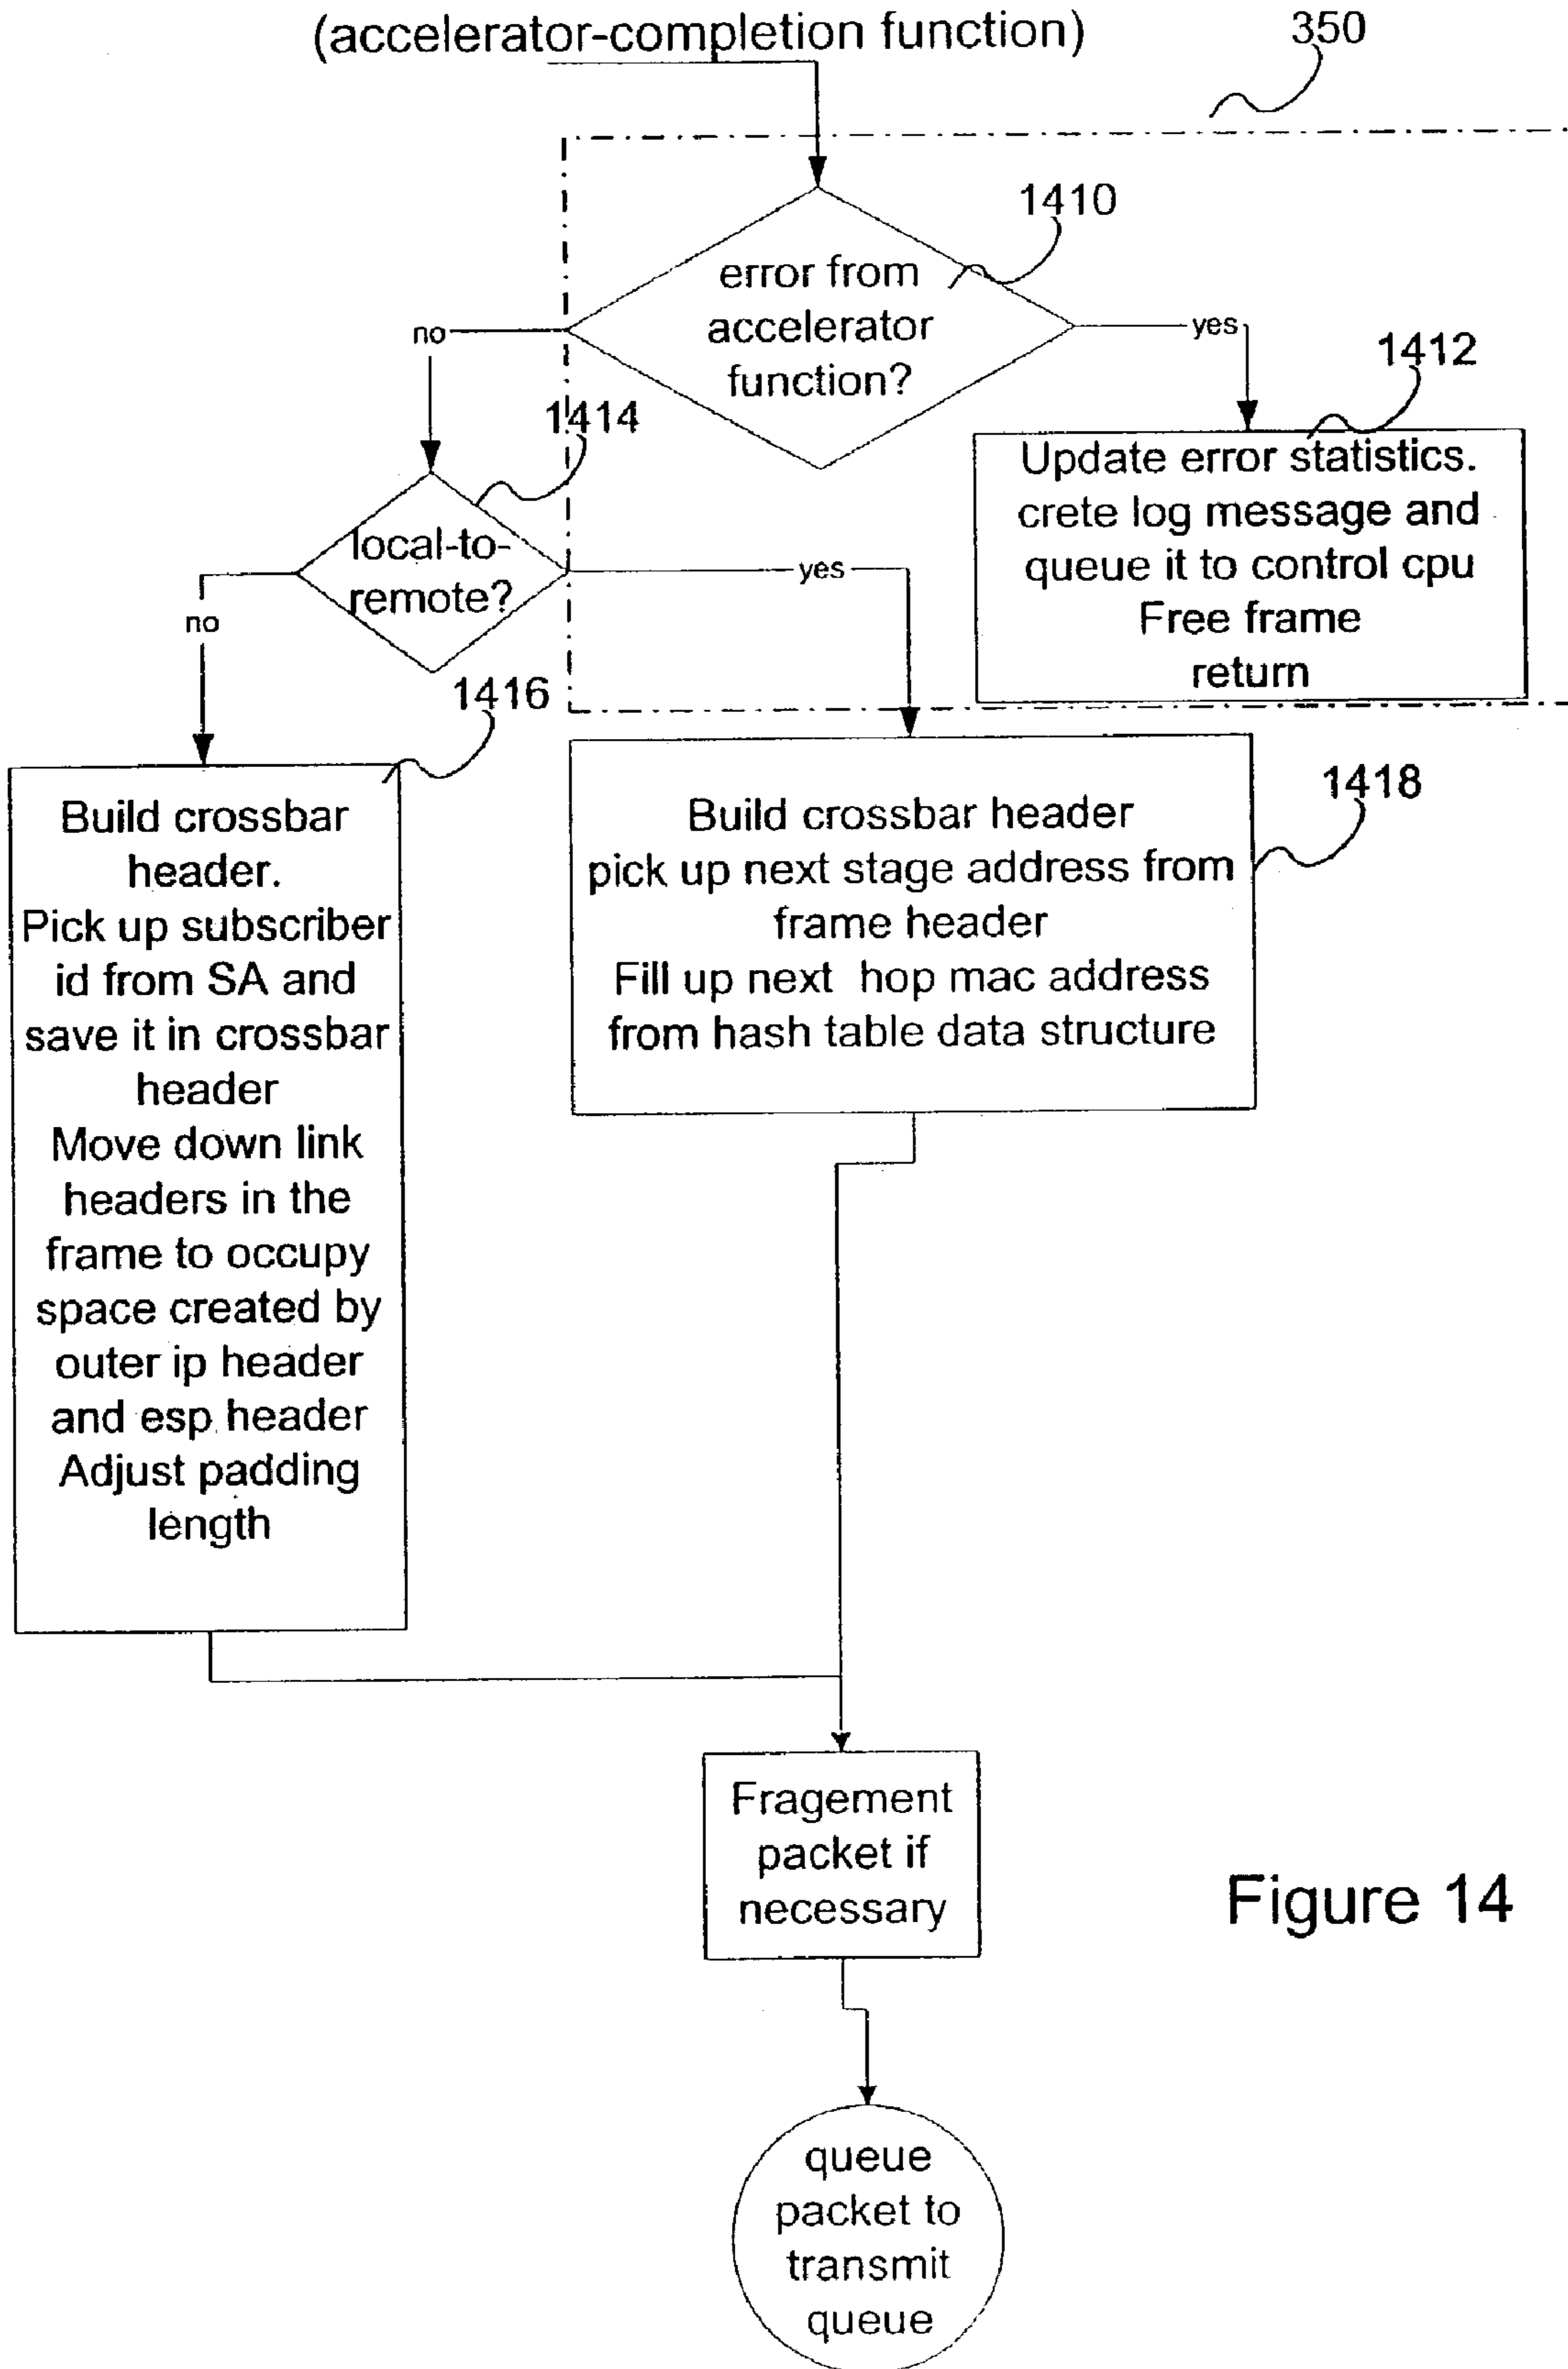 (accelerator-completion function)
350
1410
error from
accelerator
function?
no
yes
1412
1414
Update error statistics.
crete log message and
queue it to control cpu
Free frame
return
local-to-
remote?
yes
no
1416
Build crossbar
header.
Pick up subscriber
id from SA and
save it in crossbar
header
Move down link
headers in the
frame to occupy
space created by
outer ip header
and esp header
Adjust padding
length
1418
Build crossbar header
pick up next stage address from
frame header
Fill up next hop mac address
from hash table data structure
Fragement
packet if
necessary
Figure 14
queue
packet to
transmit
queue